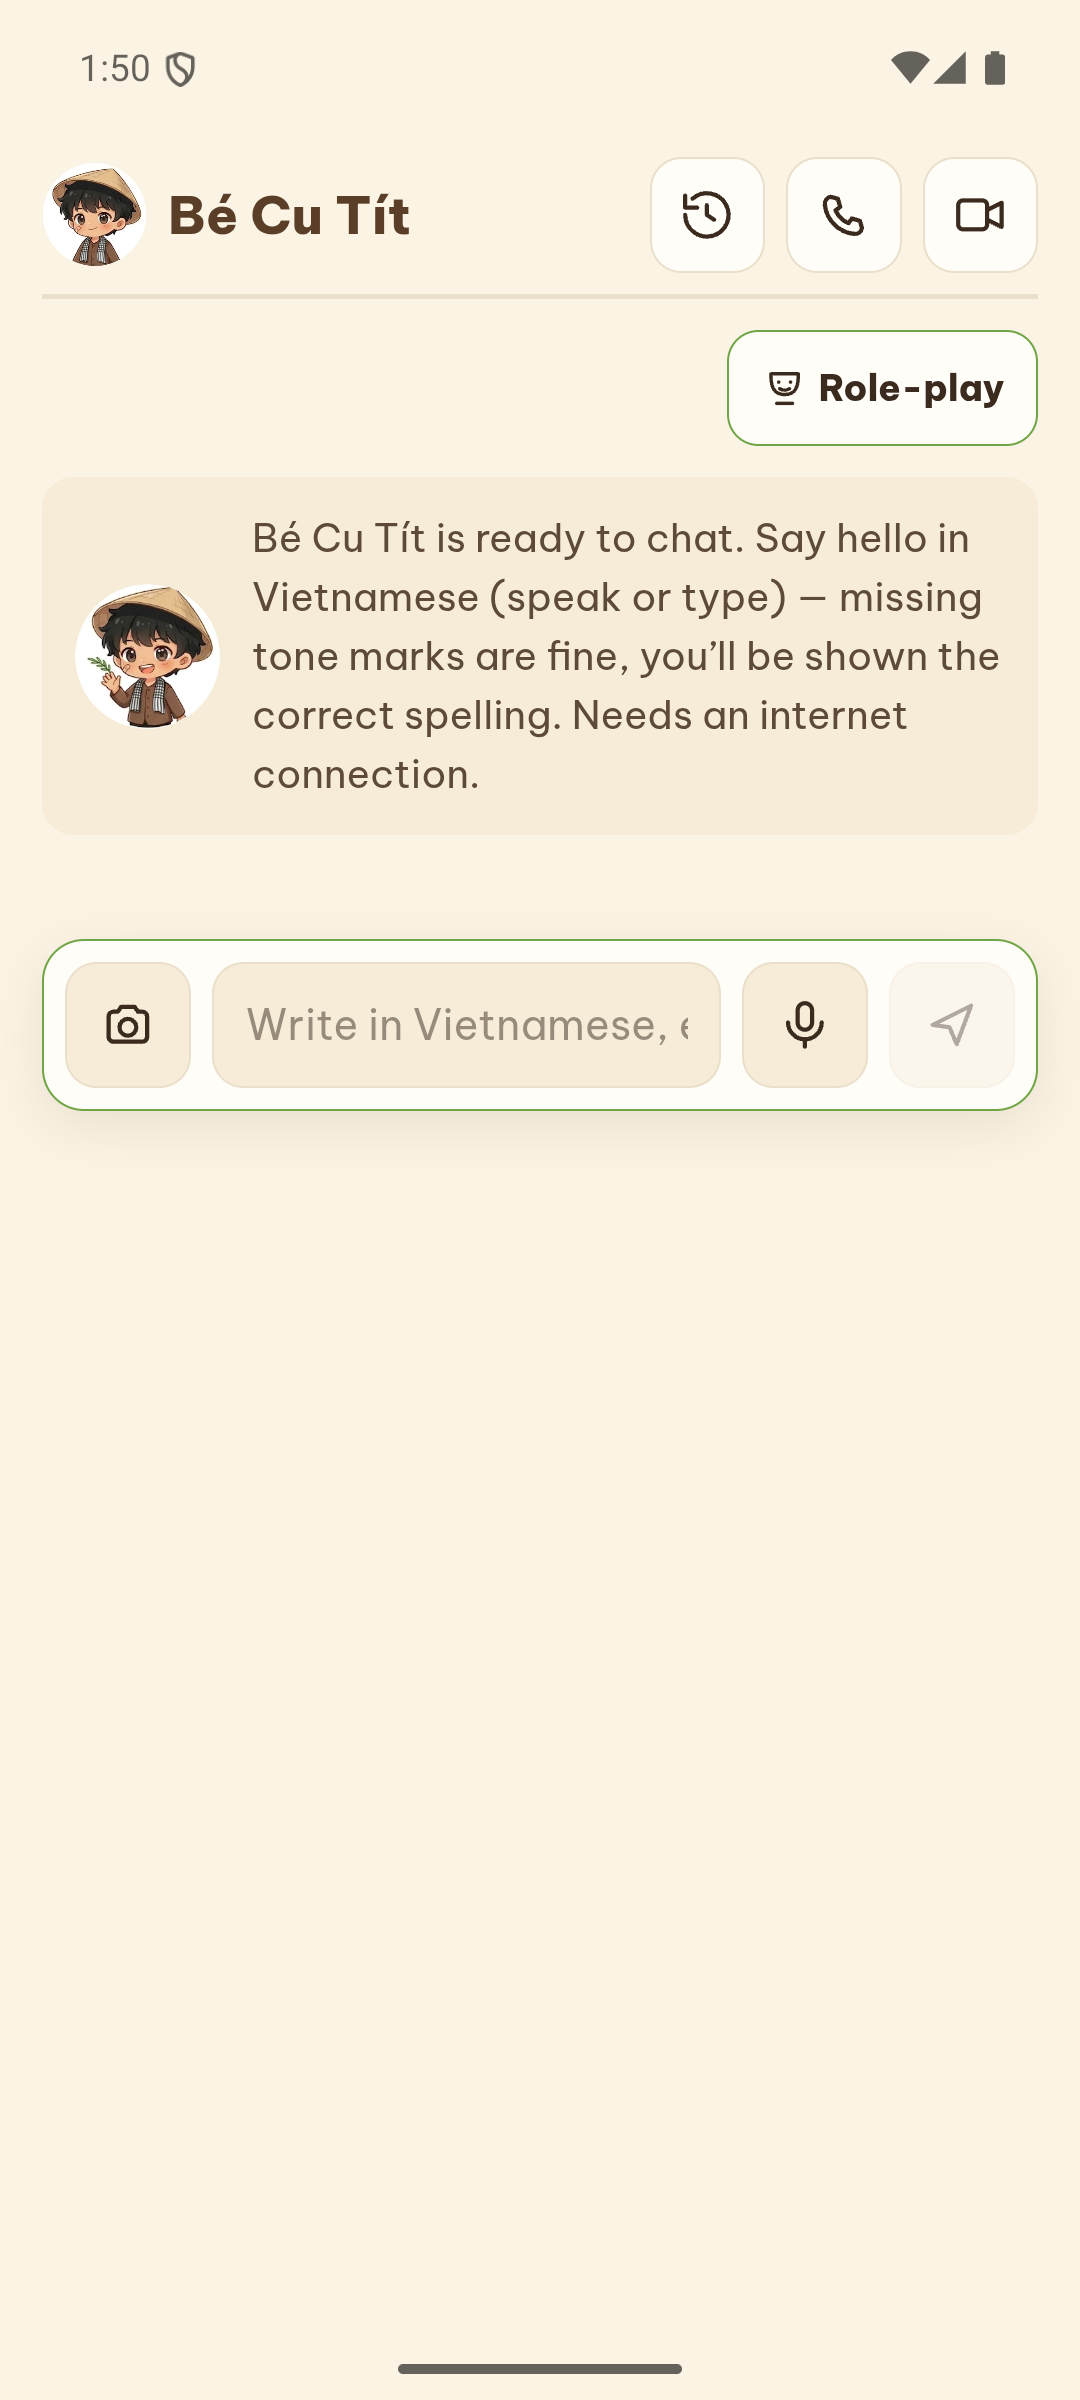 1:50
Bé Cu Tít
Role-play
Bé Cu Tít is ready to chat. Say hello in
Vietnamese (speak or type) — missing
tone marks are fine, you’ll be shown the
correct spelling. Needs an internet
connection.
Write in Vietnamese,